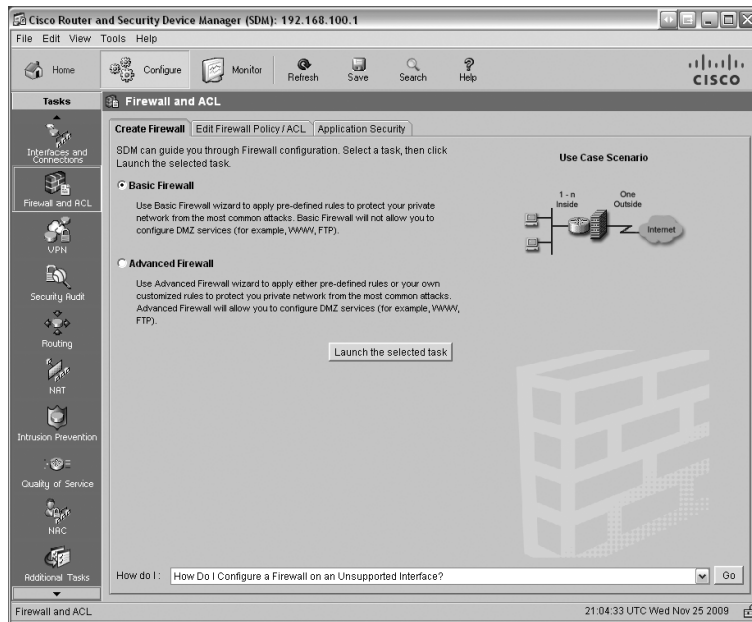 Cisco Router and Security Device Manager (SDM): 192.168.100.1
File Edit View Tools Help
Home
Configure
Monitor
Refresh
Save
Search
Help
CISCO
Tasks
Firewall and ACL
Interfaces and
Connections
Firewall and ACL
VPN
Security Audit
Routing
NAT
Intrusion Prevention
Quality of Service
NAC
Additional Tasks
Create Firewall
Edit Firewall Policy / ACL
Application Security
SDM can guide you through Firewall configuration. Select a task, then click
Launch the selected task.
Basic Firewall
Use Basic Firewall wizard to apply pre-defined rules to protect your private
network from the most common attacks. Basic Firewall will not allow you to
configure DMZ services (for example, WWW, FTP).
Advanced Firewall
Use Advanced Firewall wizard to apply either pre-defined rules or your own
customized rules to protect you private network from the most common attacks.
Advanced Firewall will allow you to configure DMZ services (for example, WWW,
FTP).
Launch the selected task
Use Case Scenario
1 - n
Inside
One
Outside
Internet
How do I :
How Do I Configure a Firewall on an Unsupported Interface?
Go
Firewall and ACL
21:04:33 UTC Wed Nov 25 2009